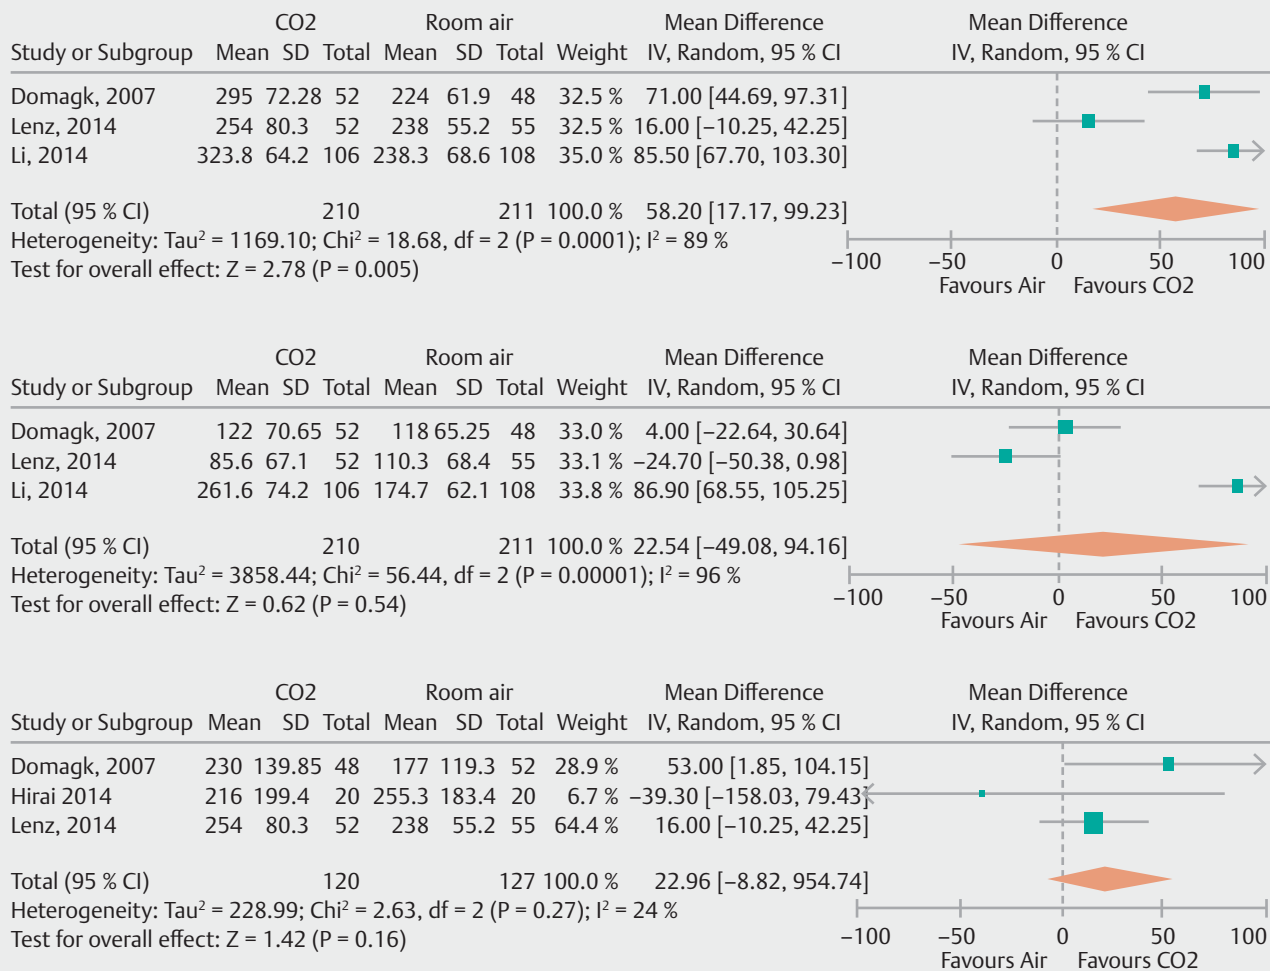 CO2 Room air Mean Difference Mean Difference
Study or Subgroup Mean SD Total Mean SD Total Weight IV, Random, 95 % CI IV, Random, 95 % CI
Domagk, 2007 295 72.28 52 224 61.9 48 32.5 % 71.00 [44.69, 97.31]
Lenz, 2014 254 80.3 52 238 55.2 55 32.5 % 16.00 [−10.25, 42.25]
Li, 2014 323.8 64.2 106 238.3 68.6 108 35.0 % 85.50 [67.70, 103.30]
Total (95 % CI) 210 211 100.0 % 58.20 [17.17, 99.23]
Heterogeneity: Tau² = 1169.10; Chi² = 18.68, df = 2 (P = 0.0001); I² = 89 %
Test for overall effect: Z = 2.78 (P = 0.005)
−100 −50 0 50 100
Favours Air Favours CO2
CO2 Room air Mean Difference Mean Difference
Study or Subgroup Mean SD Total Mean SD Total Weight IV, Random, 95 % CI IV, Random, 95 % CI
Domagk, 2007 122 70.65 52 118 65.25 48 33.0 % 4.00 [−22.64, 30.64]
Lenz, 2014 85.6 67.1 52 110.3 68.4 55 33.1 % −24.70 [−50.38, 0.98]
Li, 2014 261.6 74.2 106 174.7 62.1 108 33.8 % 86.90 [68.55, 105.25]
Total (95 % CI) 210 211 100.0 % 22.54 [−49.08, 94.16]
Heterogeneity: Tau² = 3858.44; Chi² = 56.44, df = 2 (P = 0.00001); I² = 96 %
Test for overall effect: Z = 0.62 (P = 0.54)
−100 −50 0 50 100
Favours Air Favours CO2
CO2 Room air Mean Difference Mean Difference
Study or Subgroup Mean SD Total Mean SD Total Weight IV, Random, 95 % CI IV, Random, 95 % CI
Domagk, 2007 230 139.85 48 177 119.3 52 28.9 % 53.00 [1.85, 104.15]
Hirai 2014 216 199.4 20 255.3 183.4 20 6.7 % −39.30 [−158.03, 79.43]
Lenz, 2014 254 80.3 52 238 55.2 55 64.4 % 16.00 [−10.25, 42.25]
Total (95 % CI) 120 127 100.0 % 22.96 [−8.82, 954.74]
Heterogeneity: Tau² = 228.99; Chi² = 2.63, df = 2 (P = 0.27); I² = 24 %
Test for overall effect: Z = 1.42 (P = 0.16)
−100 −50 0 50 100
Favours Air Favours CO2